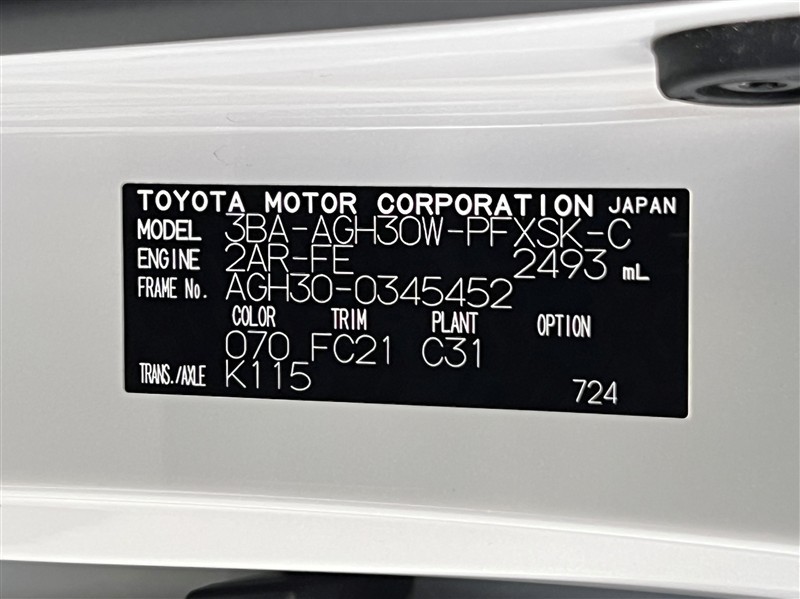 TOYOTA MOTOR CORPORATION JAPAN
MODEL 3BA-AGH30W-PFXSK-C
ENGINE 2AR-FE 2493 mL
FRAME No. AGH30-0345452
COLOR TRIM PLANT OPTION
070 FC21 C31
TRANS./AXLE K115
724